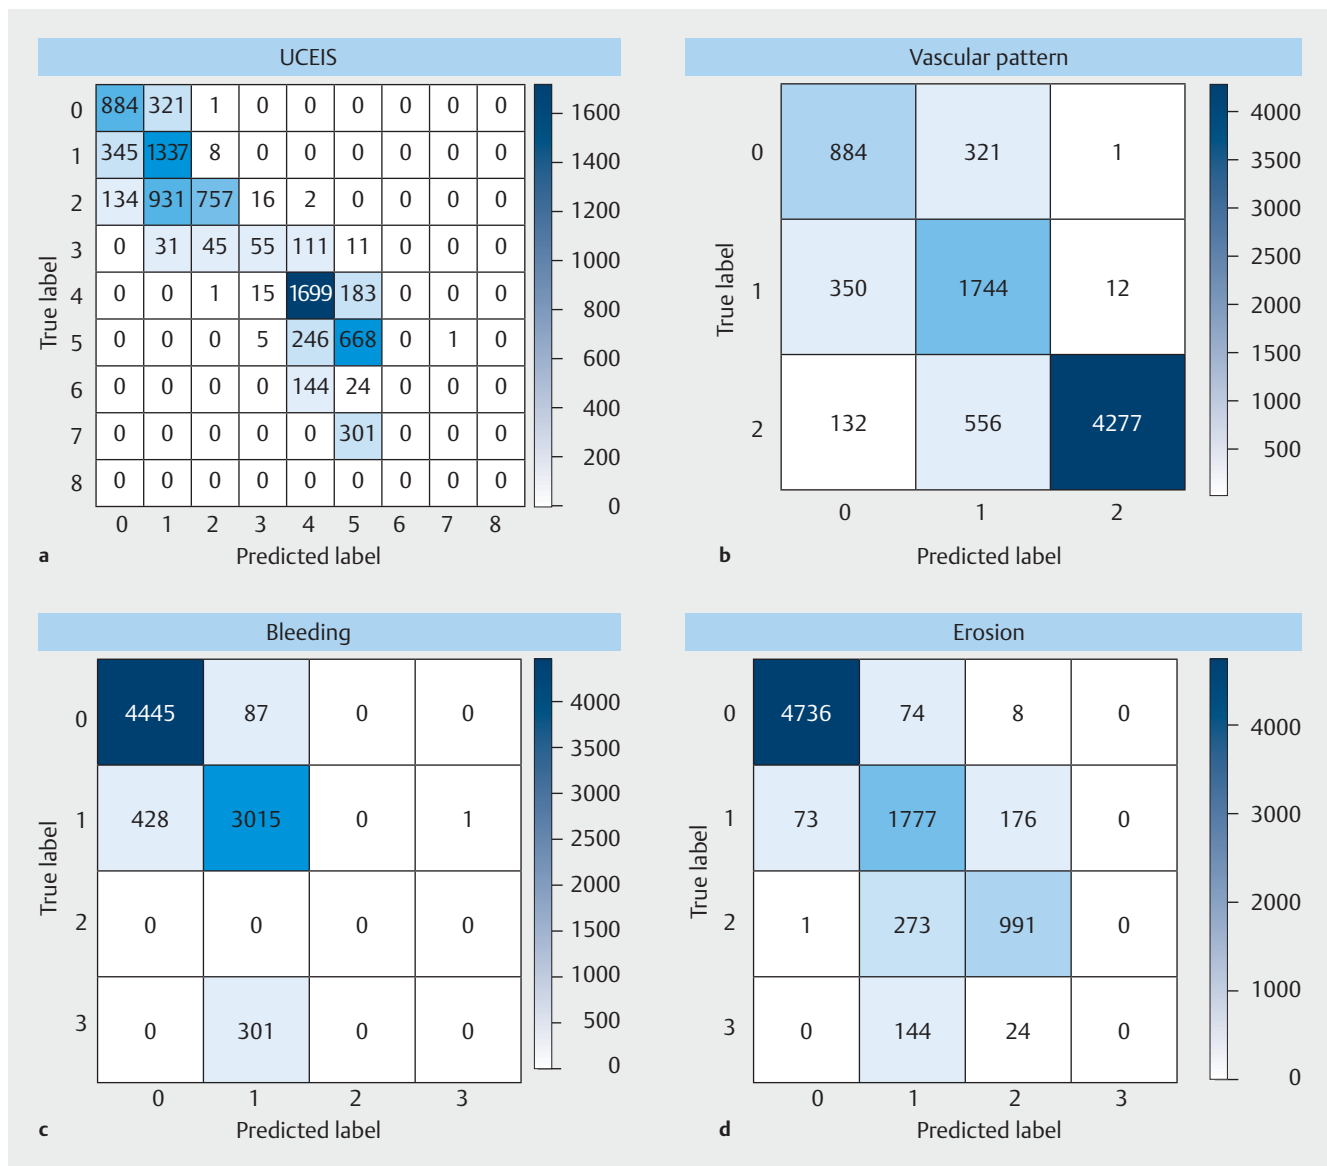 UCEIS
0 884 321 1 0 0 0 0 0 0
1 345 1337 8 0 0 0 0 0 0
2 134 931 757 16 2 0 0 0 0
3 0 31 45 55 111 11 0 0 0
4 0 0 1 15 1699 183 0 0 0
5 0 0 0 5 246 668 0 1 0
6 0 0 0 0 144 24 0 0 0
7 0 0 0 0 0 301 0 0 0
8 0 0 0 0 0 0 0 0 0
0 1 2 3 4 5 6 7 8
True label
Predicted label
1600
1400
1200
1000
800
600
400
200
0
a
Vascular pattern
0 884 321 1
1 350 1744 12
2 132 556 4277
0 1 2
True label
Predicted label
4000
3500
3000
2500
2000
1500
1000
500
b
Bleeding
0 4445 87 0 0
1 428 3015 0 1
2 0 0 0 0
3 0 301 0 0
0 1 2 3
True label
Predicted label
4000
3500
3000
2500
2000
1500
1000
500
0
c
Erosion
0 4736 74 8 0
1 73 1777 176 0
2 1 273 991 0
3 0 144 24 0
0 1 2 3
True label
Predicted label
4000
3000
2000
1000
0
d